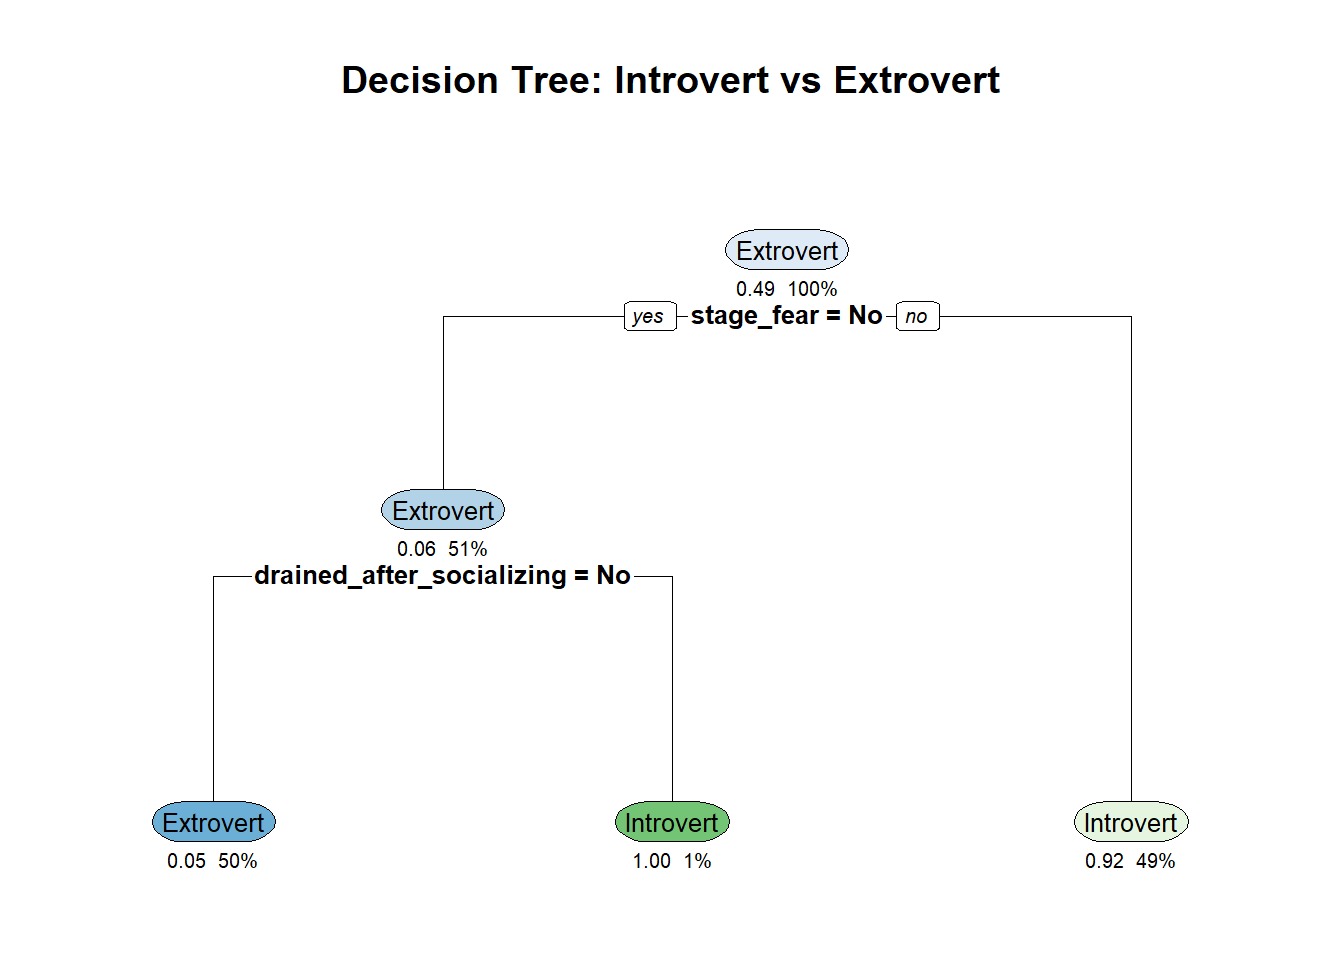 Decision Tree: Introvert vs Extrovert
Extrovert
0.49 100%
yes stage_fear = No no
Extrovert
0.06 51%
drained_after_socializing = No
Extrovert Introvert Introvert
0.05 50% 1.00 1% 0.92 49%